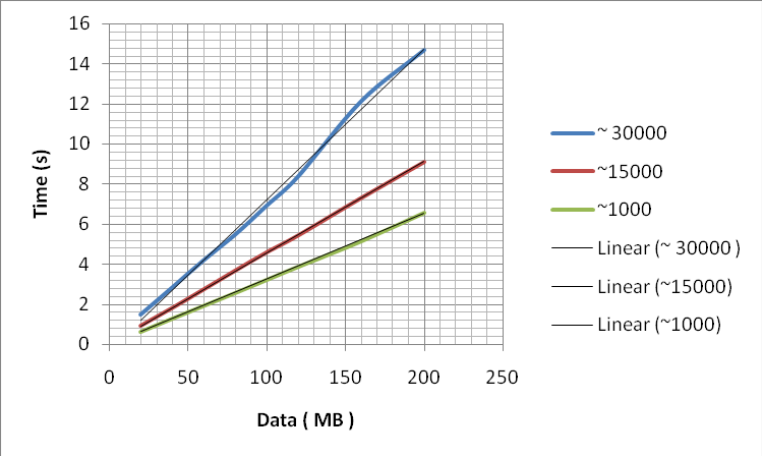 16
14
12
10
8
6
4
2
0
Time (s)
0 50 100 150 200 250
Data ( MB )
~ 30000
~15000
~1000
Linear (~ 30000 )
Linear (~15000)
Linear (~1000)